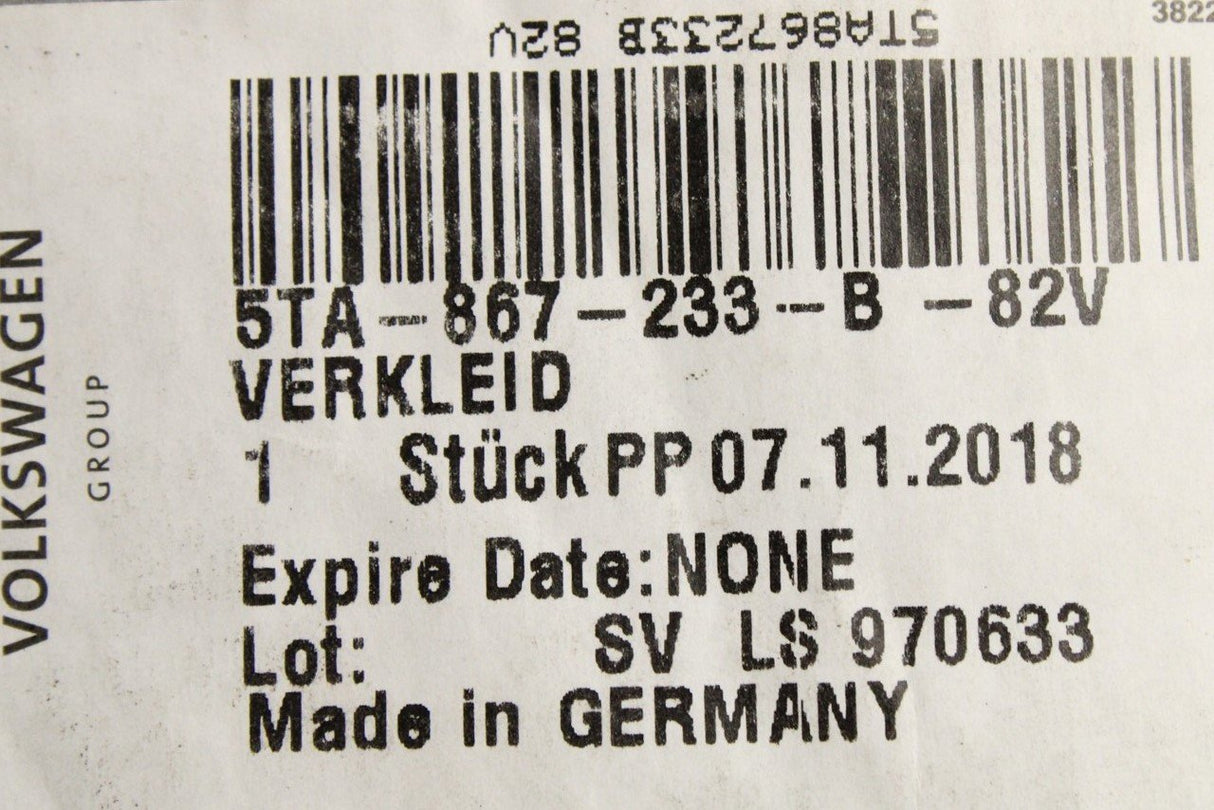 3822
5TA867233B 82V
5TA-867-233-B -82V
VERKLEID
1 Stück PP 07.11.2018
Expire Date:NONE
Lot: SV LS 970633
Made in GERMANY
VOLKSWAGEN
GROUP